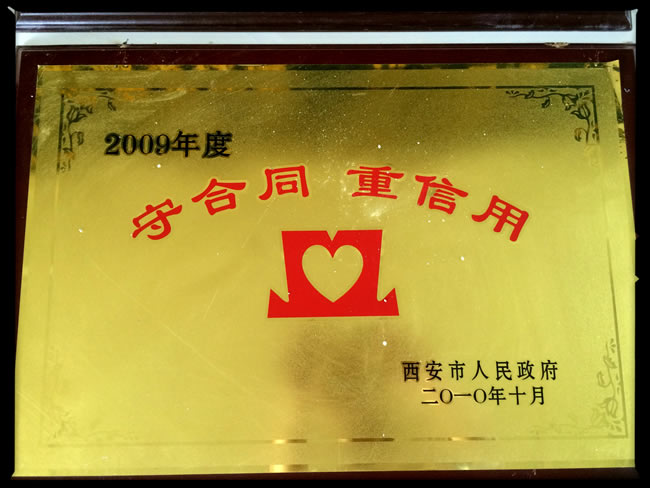 2009年度
守合同 重信用
西安市人民政府
二〇一〇年十月